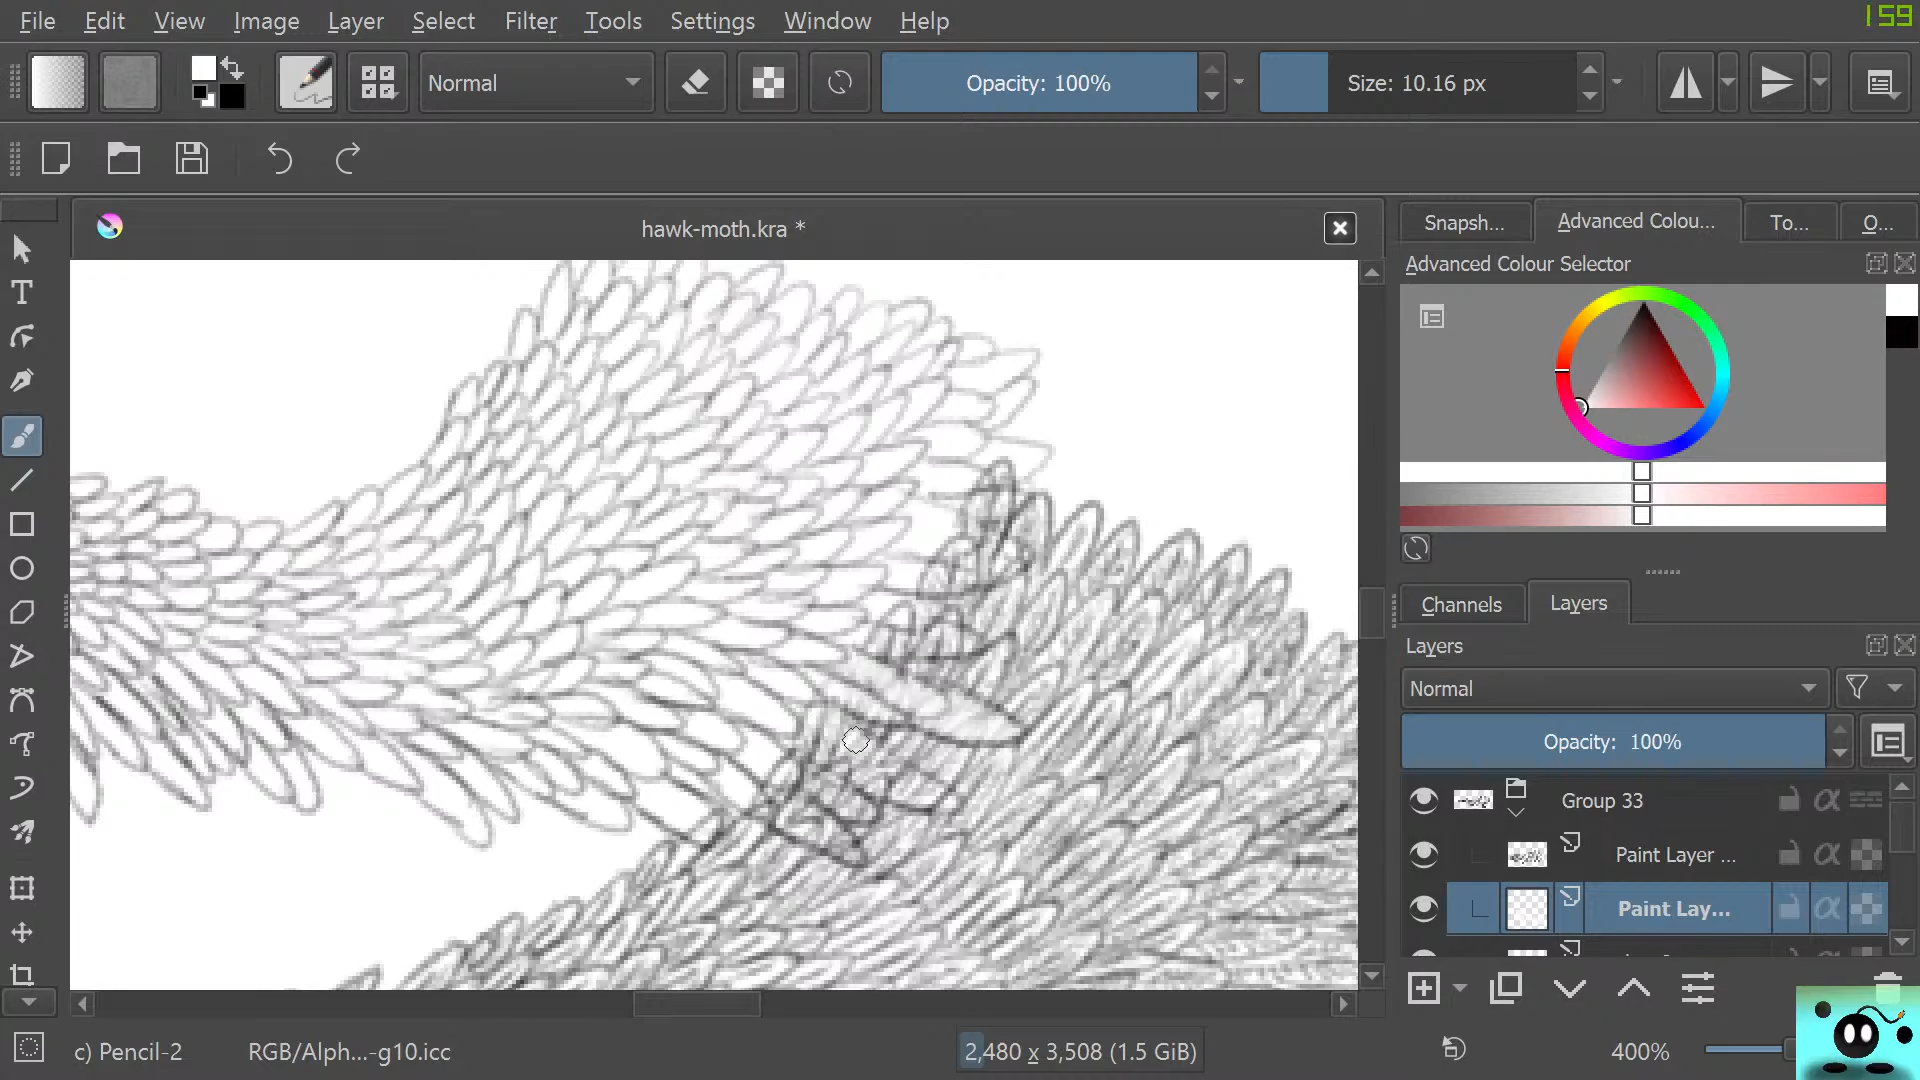 File Edit View Image Layer Select Filter Tools Settings Window Help
159
Normal
Opacity: 100%
Size: 10.16 px
hawk-moth.kra *
Snapsh... Advanced Colou... To... O...
Advanced Colour Selector
Channels Layers
Layers
Normal
Opacity: 100%
Group 33
Paint Layer ...
Paint Lay...
c) Pencil-2
RGB/Alph...-g10.icc
2,480 x 3,508 (1.5 GiB)
400%